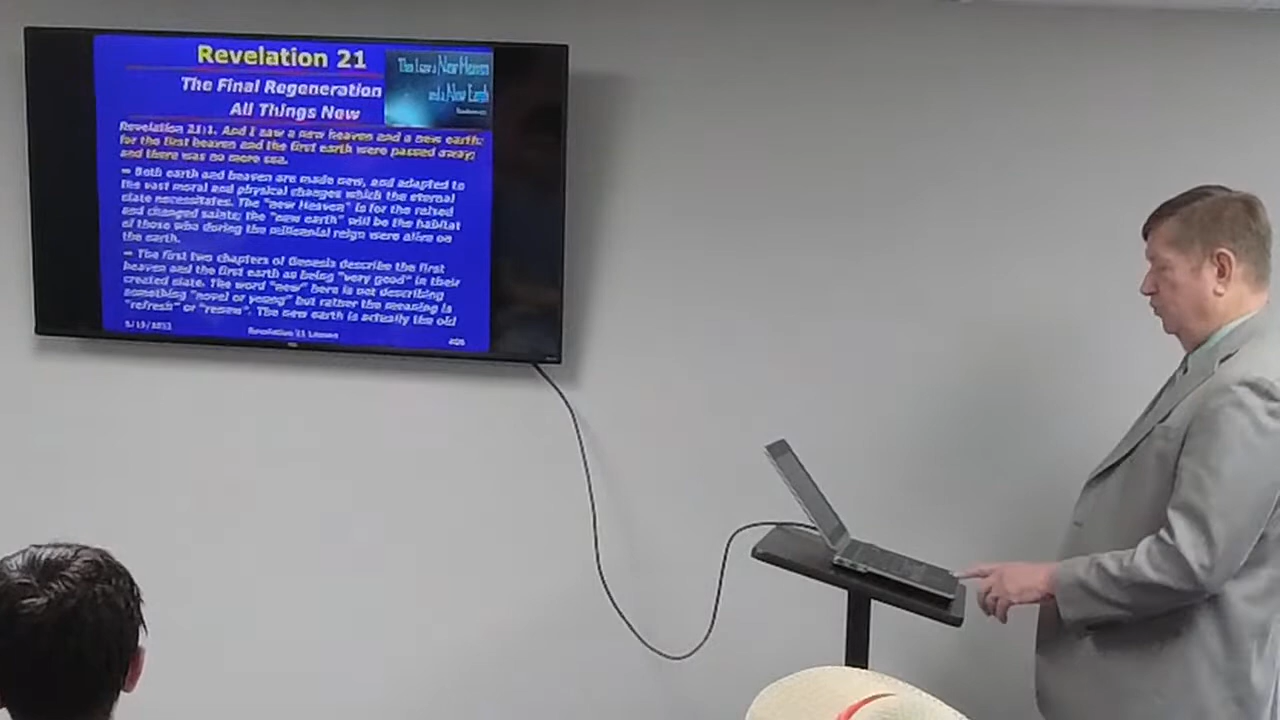 Revelation 21
The Final Regeneration
All Things New
Then I saw a New Heaven
and a New Earth
Revelation 21:1. And I saw a new heaven and a new earth:
for the first heaven and the first earth were passed away;
and there was no more sea.
– Both earth and heaven are made new, and adapted to
the vast moral and physical changes which the eternal
state necessitates. The "new Heaven" is for the raised
and changed saints; the "new earth" will be the habitat
of those who during the millennial reign were alive on
the earth.
– The first two chapters of Genesis describe the first
heaven and the first earth as being "very good" in their
created state. The word "new" here is not describing
something "novel or young" but rather the meaning is
"refresh" or "renew". The new earth is actually the old
Revelation 21 Lesson